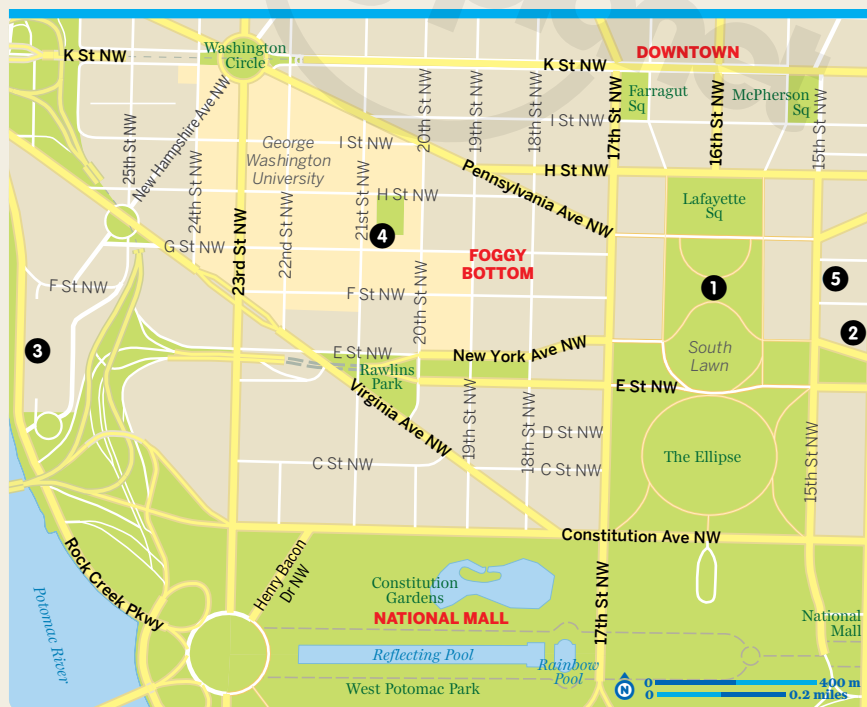 K St NW
Washington
Circle
K St NW
DOWNTOWN
Farragut
Sq
McPherson
Sq
25th St NW
New Hampshire Ave NW
24th St NW
George
Washington
University
22nd St NW
23rd St NW
I St NW
21st St NW
H St NW
20th St NW
19th St NW
18th St NW
I St NW
17th St NW
16th St NW
15th St NW
H St NW
Pennsylvania Ave NW
Lafayette
Sq
4
G St NW
FOGGY
BOTTOM
1
5
2
F St NW
3
F St NW
20th St NW
E St NW
Rawlins
Park
New York Ave NW
South
Lawn
E St NW
Virginia Ave NW
19th St NW
18th St NW
D St NW
C St NW
C St NW
The Ellipse
15th St NW
Constitution Ave NW
Rock Creek Pkwy
Henry Bacon
Dr NW
Constitution
Gardens
NATIONAL MALL
17th St NW
National
Mall
Potomac River
Reflecting Pool
Rainbow
Pool
West Potomac Park
N
0 400 m
0 0.2 miles